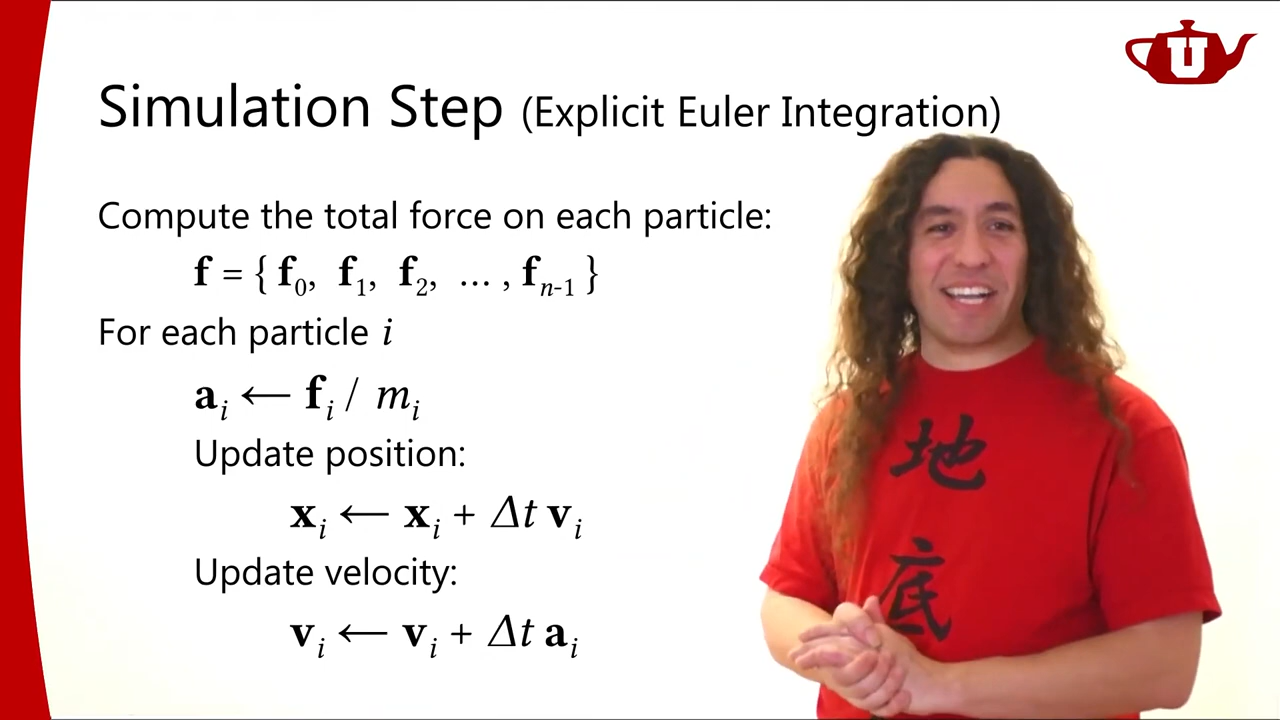 U
Simulation Step (Explicit Euler Integration)
Compute the total force on each particle:
f = { f₀, f₁, f₂, … , fₙ₋₁ }
For each particle i
aᵢ ⟵ fᵢ / mᵢ
Update position:
xᵢ ⟵ xᵢ + Δt vᵢ
Update velocity:
vᵢ ⟵ vᵢ + Δt aᵢ
地
底